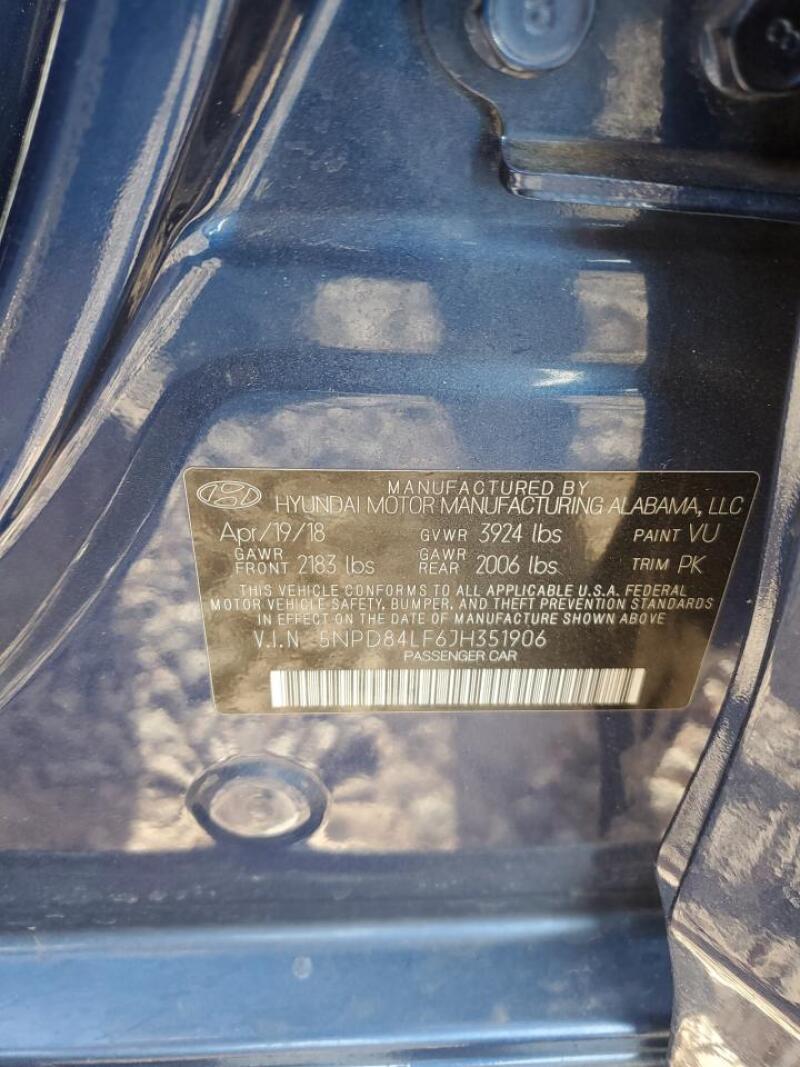 MANUFACTURED BY
HYUNDAI MOTOR MANUFACTURING ALABAMA, LLC
Apr/19/18 GVWR 3924 lbs PAINT VU
GAWR FRONT 2183 lbs GAWR REAR 2006 lbs TRIM PK
THIS VEHICLE CONFORMS TO ALL APPLICABLE U.S.A. FEDERAL
MOTOR VEHICLE SAFETY, BUMPER, AND THEFT PREVENTION STANDARDS
IN EFFECT ON THE DATE OF MANUFACTURE SHOWN ABOVE
V.I.N 5NPD84LF6JH351906
PASSENGER CAR